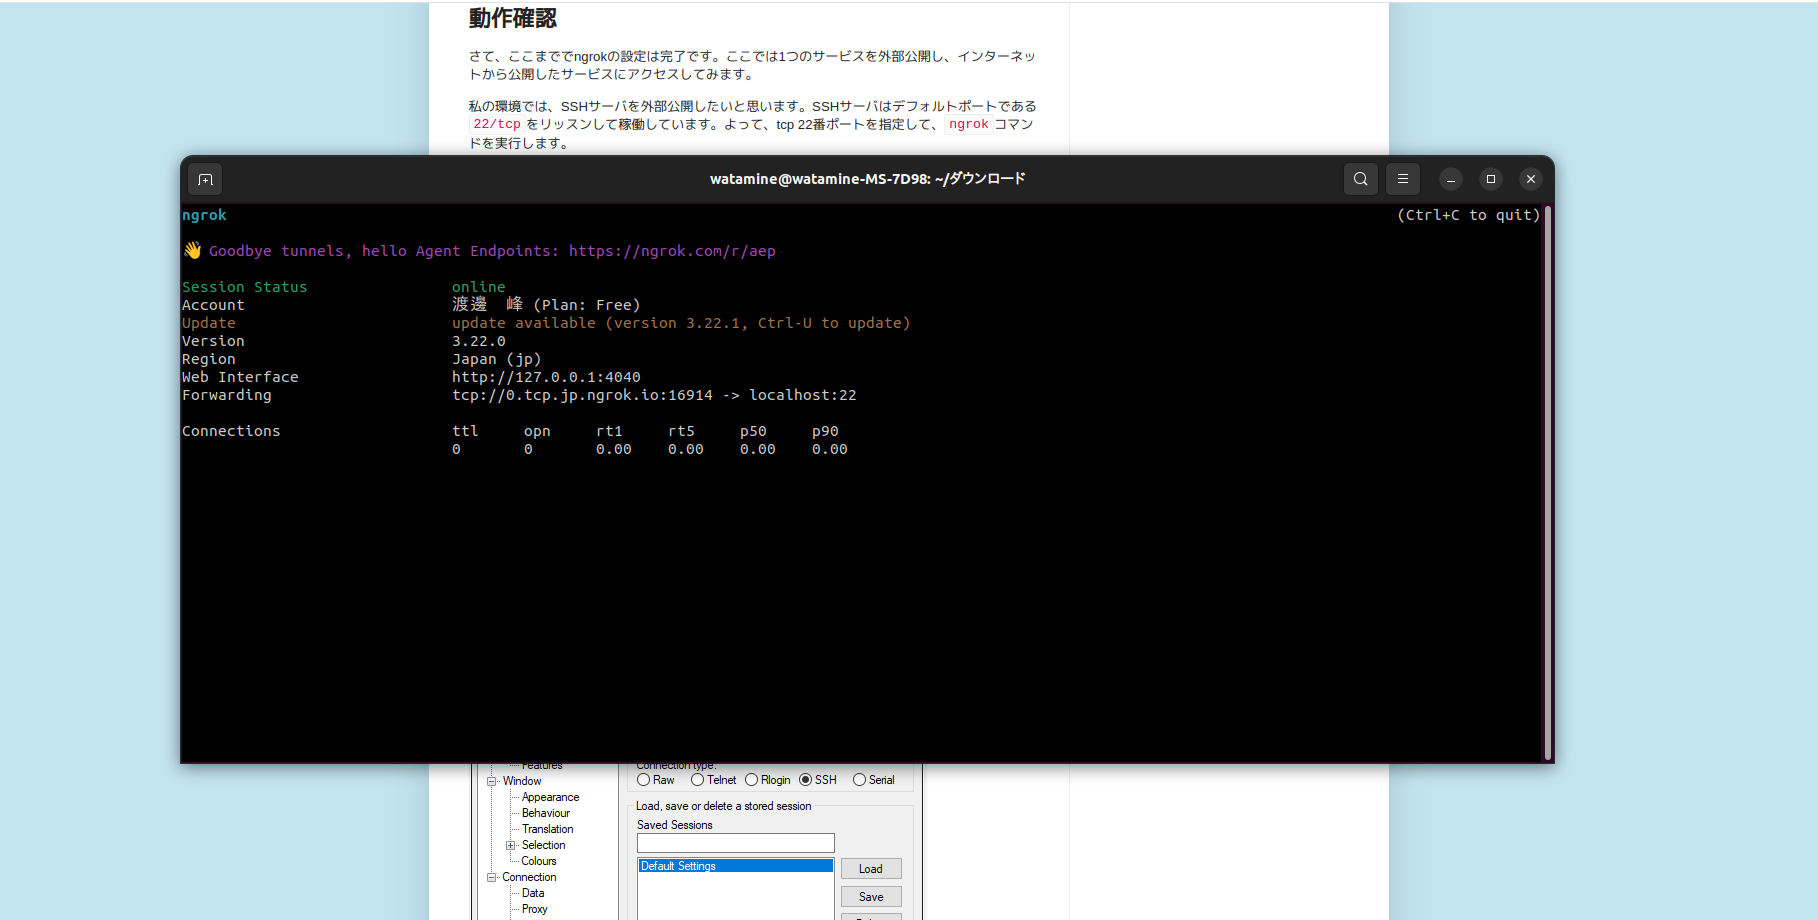 動作確認
さて、ここまででngrokの設定は完了です。ここでは1つのサービスを外部公開し、インターネッ
トから公開したサービスにアクセスしてみます。
私の環境では、SSHサーバを外部公開したいと思います。SSHサーバはデフォルトポートである
22/tcp をリッスンして稼働しています。よって、tcp 22番ポートを指定して、 ngrok コマン
ドを実行します。
watamine@watamine-MS-7D98: ~/ダウンロード
ngrok (Ctrl+C to quit)
👋 Goodbye tunnels, hello Agent Endpoints: https://ngrok.com/r/aep
Session Status online
Account 渡邊　峰 (Plan: Free)
Update update available (version 3.22.1, Ctrl-U to update)
Version 3.22.0
Region Japan (jp)
Web Interface http://127.0.0.1:4040
Forwarding tcp://0.tcp.jp.ngrok.io:16914 -> localhost:22
Connections ttl opn rt1 rt5 p50 p90
0 0 0.00 0.00 0.00 0.00
Features
Window
Appearance
Behaviour
Translation
Selection
Colours
Connection
Data
Proxy
Connection type:
Raw Telnet Rlogin SSH Serial
Load, save or delete a stored session
Saved Sessions
Default Settings
Load
Save